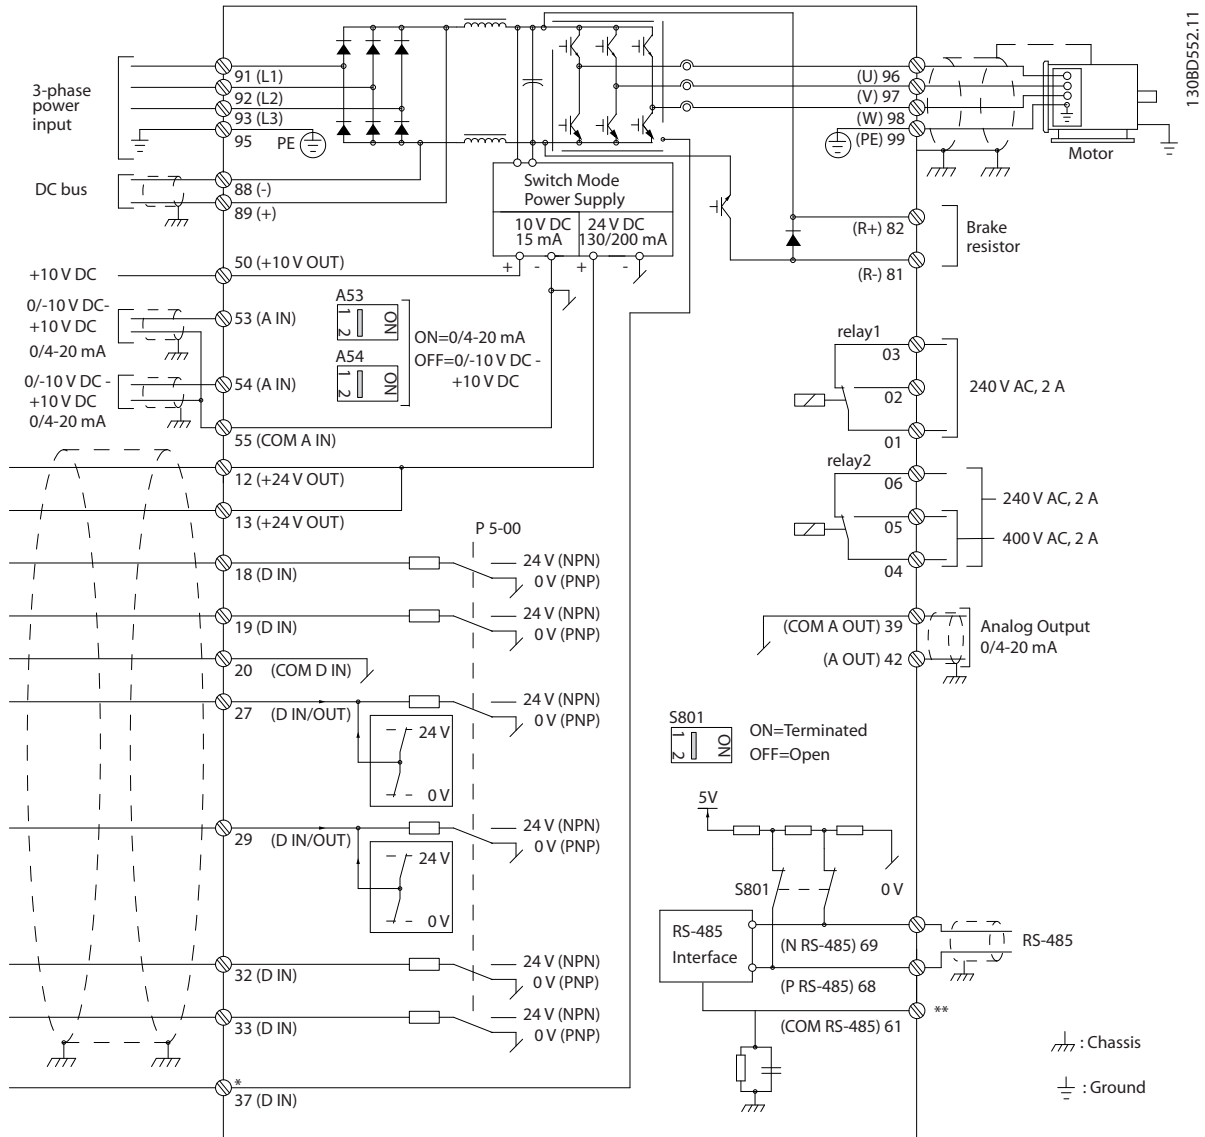 130BD552.11
3-phase
power
input
91 (L1)
92 (L2)
93 (L3)
95
PE
DC bus
88 (-)
89 (+)
+10 V DC
50 (+10 V OUT)
0/-10 V DC-
+10 V DC
0/4-20 mA
53 (A IN)
0/-10 V DC -
+10 V DC
0/4-20 mA
54 (A IN)
55 (COM A IN)
12 (+24 V OUT)
13 (+24 V OUT)
18 (D IN)
19 (D IN)
20 (COM D IN)
27 (D IN/OUT)
29 (D IN/OUT)
32 (D IN)
33 (D IN)
*
37 (D IN)
Switch Mode
Power Supply
10 V DC
15 mA
24 V DC
130/200 mA
+ - + -
A53
1 2 ON
A54
1 2 ON
ON=0/4-20 mA
OFF=0/-10 V DC -
+10 V DC
P 5-00
24 V (NPN)
0 V (PNP)
24 V (NPN)
0 V (PNP)
24 V (NPN)
0 V (PNP)
24 V
0 V
24 V (NPN)
0 V (PNP)
24 V
0 V
24 V (NPN)
0 V (PNP)
24 V (NPN)
0 V (PNP)
(U) 96
(V) 97
(W) 98
(PE) 99
Motor
(R+) 82
(R-) 81
Brake
resistor
relay1
03
02
01
240 V AC, 2 A
relay2
06
05
04
240 V AC, 2 A
400 V AC, 2 A
(COM A OUT) 39
(A OUT) 42
Analog Output
0/4-20 mA
S801
1 2 ON
ON=Terminated
OFF=Open
5V
S801
0 V
RS-485
Interface
(N RS-485) 69
(P RS-485) 68
(COM RS-485) 61
RS-485
**
: Chassis
: Ground